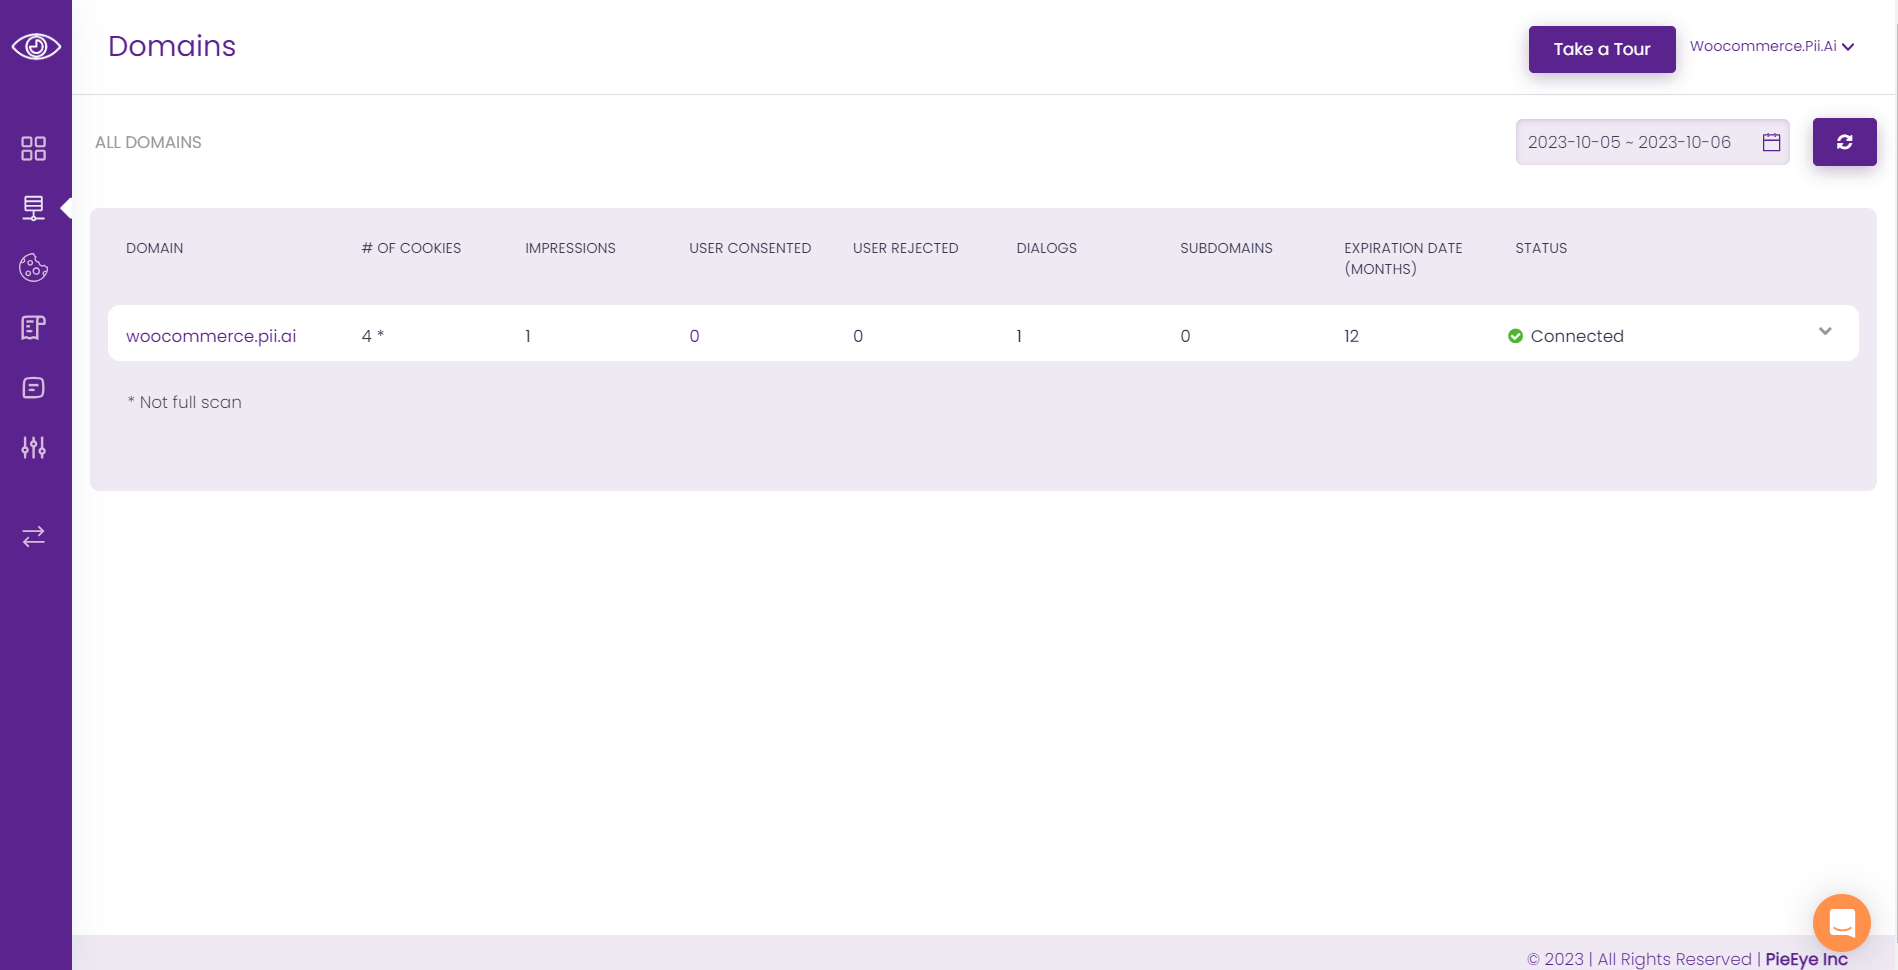 Domains
Take a Tour
Woocommerce.Pii.Ai
ALL DOMAINS
2023-10-05 ~ 2023-10-06
DOMAIN # OF COOKIES IMPRESSIONS USER CONSENTED USER REJECTED DIALOGS SUBDOMAINS EXPIRATION DATE STATUS
(MONTHS)
woocommerce.pii.ai 4 * 1 0 0 1 0 12 Connected
* Not full scan
© 2023 | All Rights Reserved | PieEye Inc